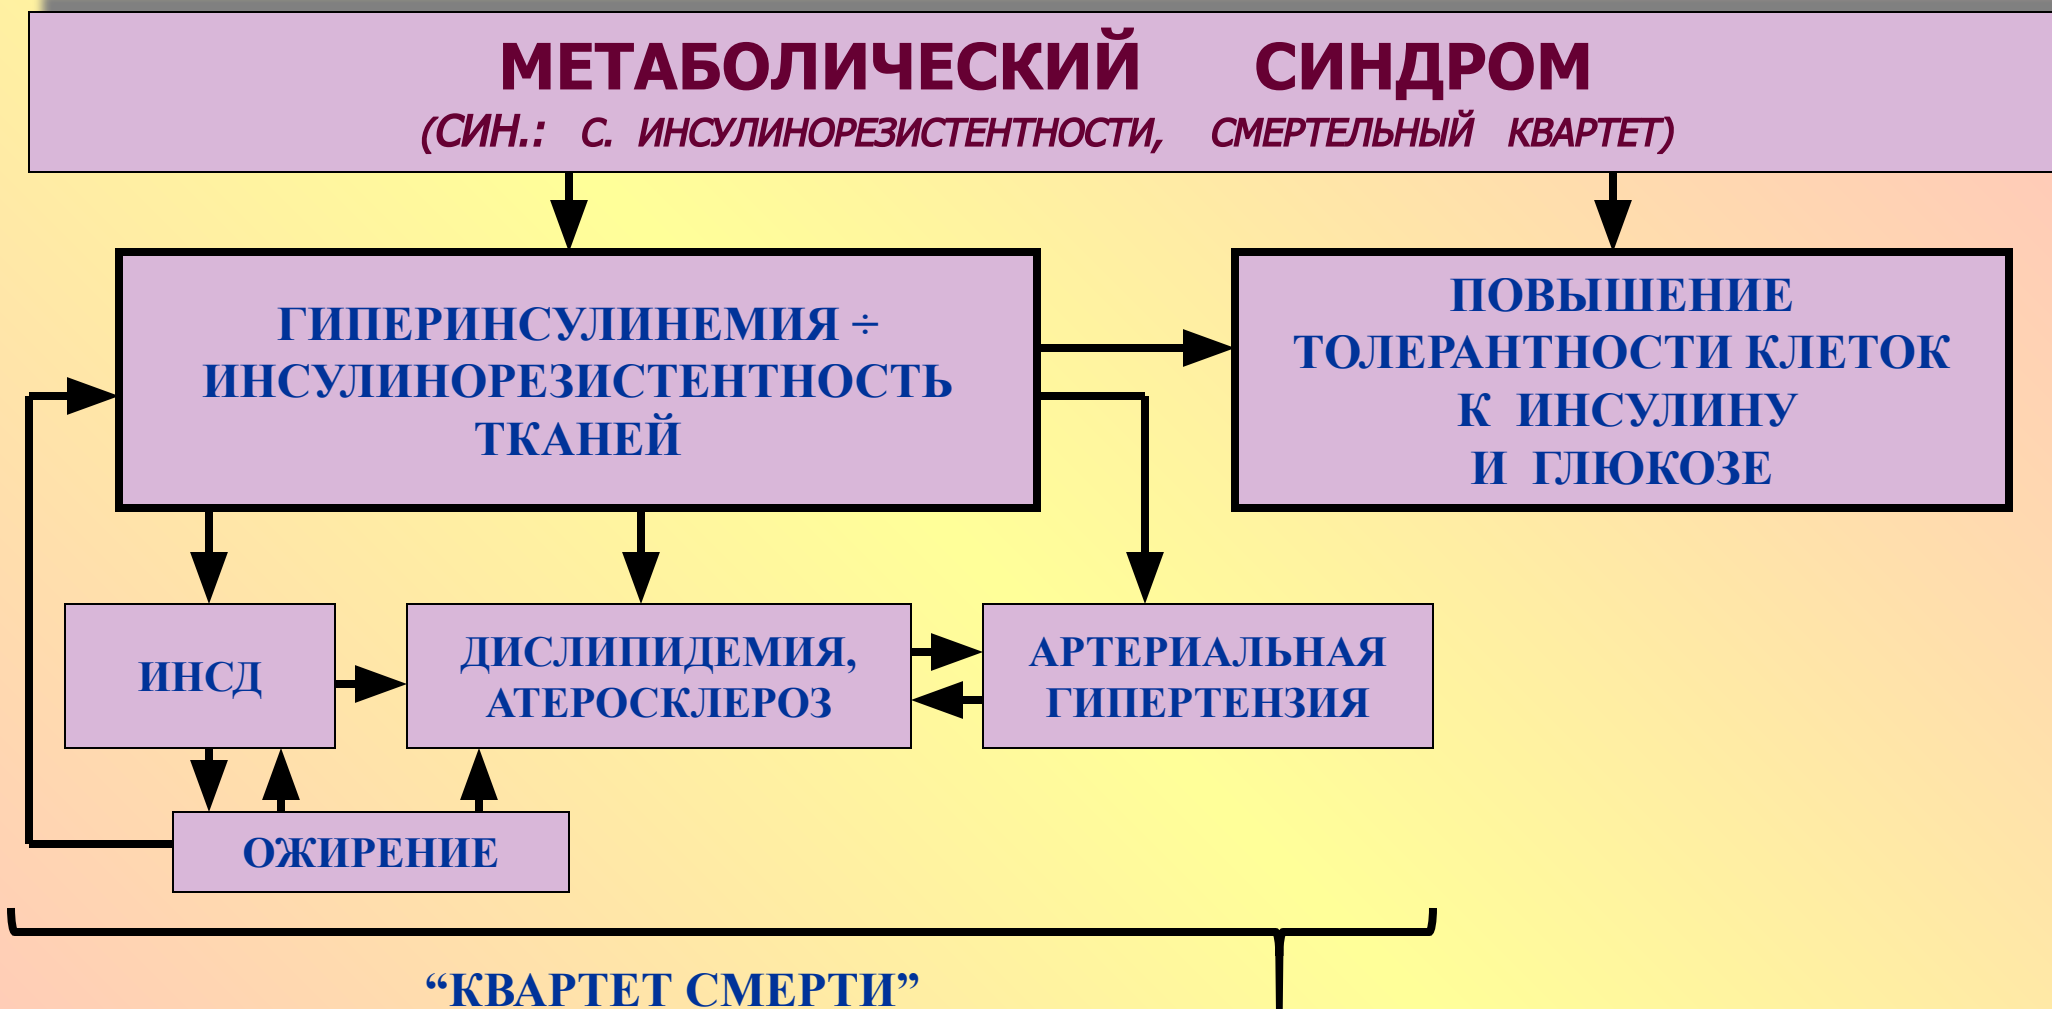 МЕТАБОЛИЧЕСКИЙ СИНДРОМ
(СИН.: С. ИНСУЛИНОРЕЗИСТЕНТНОСТИ, СМЕРТЕЛЬНЫЙ КВАРТЕТ)
ГИПЕРИНСУЛИНЕМИЯ ÷
ИНСУЛИНОРЕЗИСТЕНТНОСТЬ
ТКАНЕЙ
ПОВЫШЕНИЕ
ТОЛЕРАНТНОСТИ КЛЕТОК
К ИНСУЛИНУ
И ГЛЮКОЗЕ
ИНСД
ДИСЛИПИДЕМИЯ,
АТЕРОСКЛЕРОЗ
АРТЕРИАЛЬНАЯ
ГИПЕРТЕНЗИЯ
ОЖИРЕНИЕ
“КВАРТЕТ СМЕРТИ”